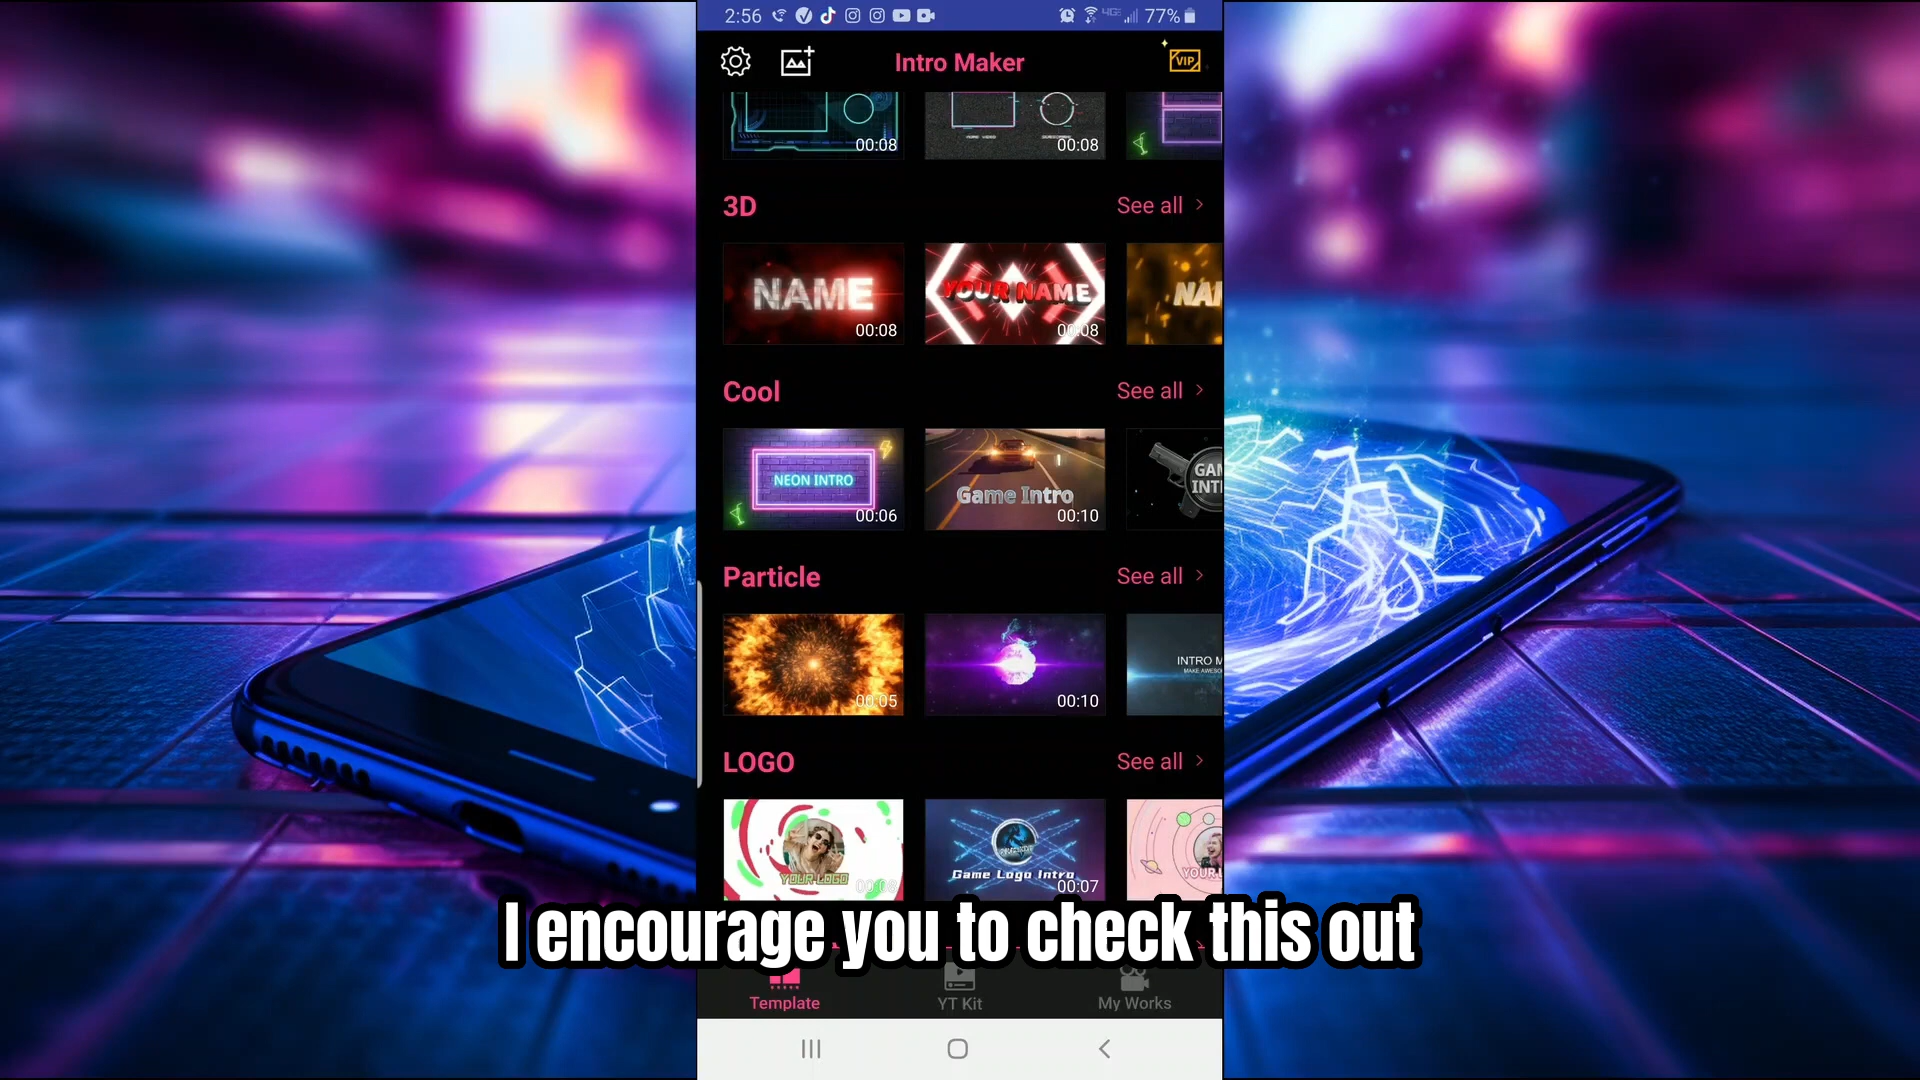 2:56 77%
Intro Maker VIP
00:08 00:08
3D See all
NAME YOUR NAME
00:08 00:08
Cool See all
NEON INTRO Game Intro
00:06 00:10
Particle See all
00:05 00:10
LOGO See all
YOUR LOGO Game Logo Intro
00:07
I encourage you to check this out
Template YT Kit My Works